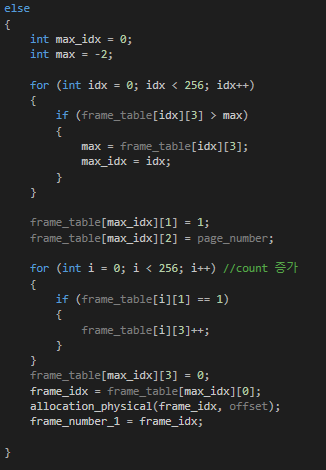 else
{
    int max_idx = 0;
    int max = -2;

    for (int idx = 0; idx < 256; idx++)
    {
        if (frame_table[idx][3] > max)
        {
            max = frame_table[idx][3];
            max_idx = idx;
        }
    }

    frame_table[max_idx][1] = 1;
    frame_table[max_idx][2] = page_number;

    for (int i = 0; i < 256; i++) //count 증가
    {
        if (frame_table[i][1] == 1)
        {
            frame_table[i][3]++;
        }
    }
    frame_table[max_idx][3] = 0;
    frame_idx = frame_table[max_idx][0];
    allocation_physical(frame_idx, offset);
    frame_number_1 = frame_idx;

}